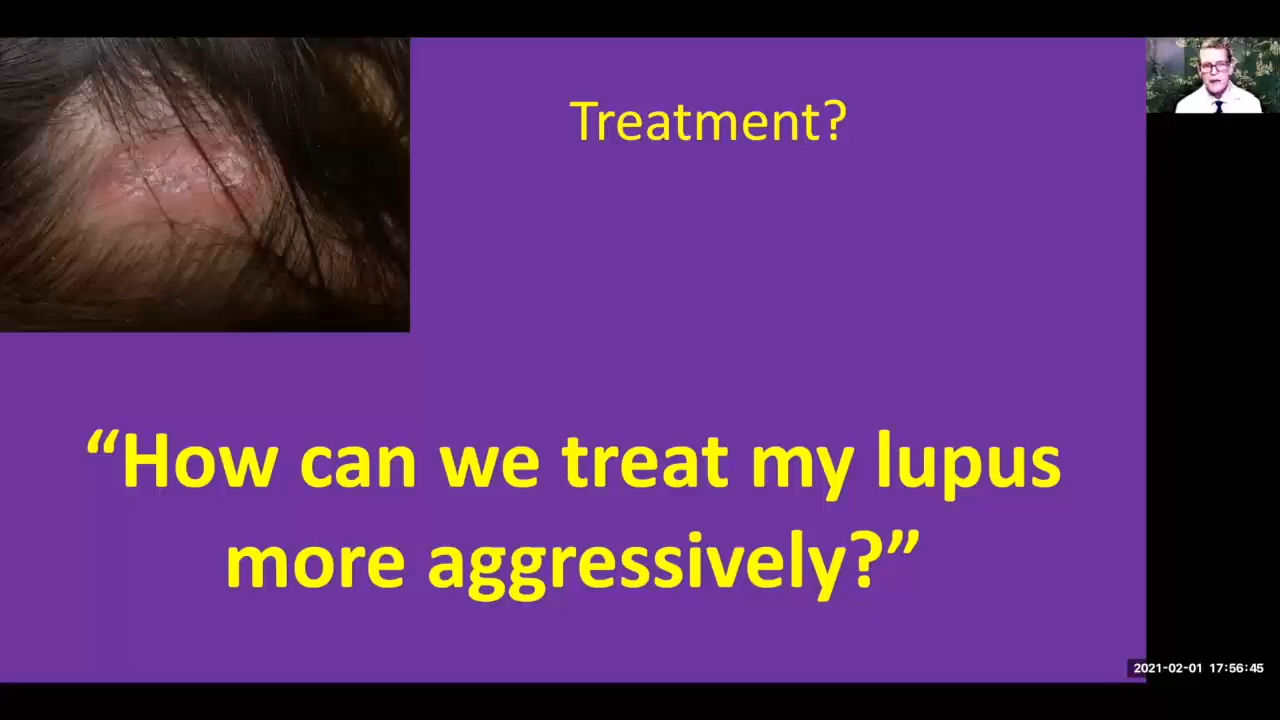 Treatment?
“How can we treat my lupus
more aggressively?”
2021-02-01 17:56:45